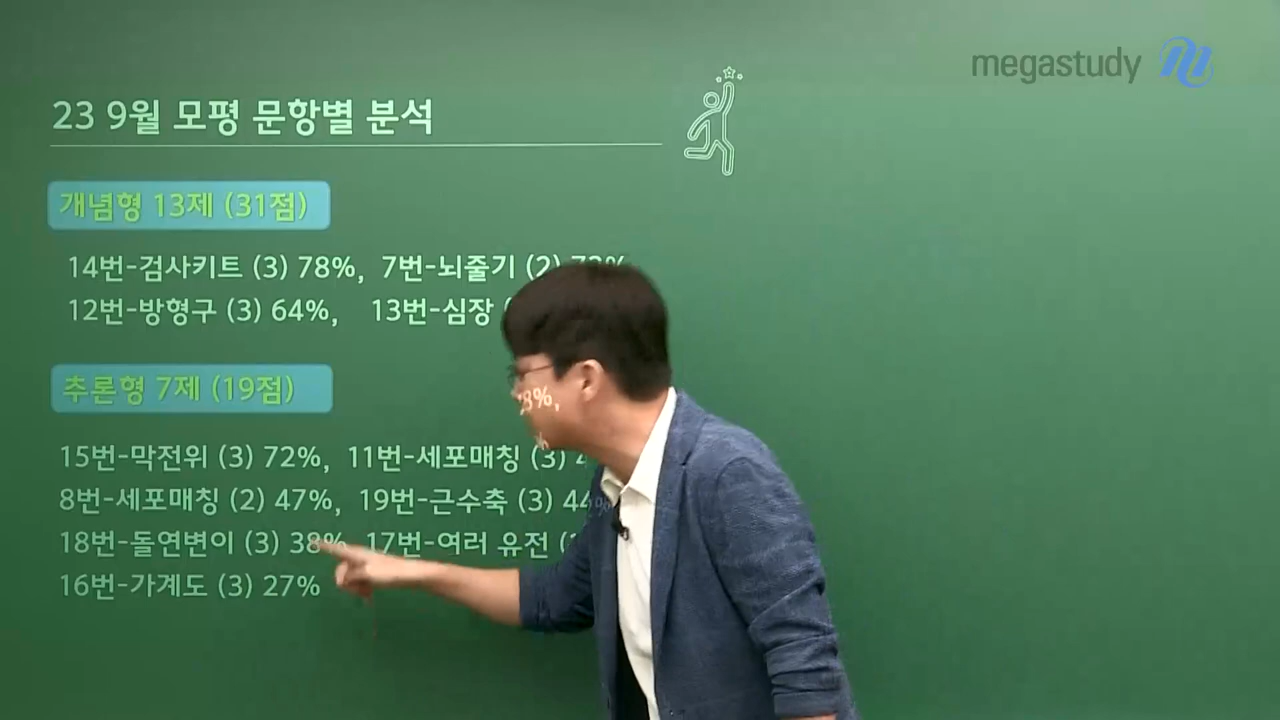 megastudy
23 9월 모평 문항별 분석
개념형 13제 (31점)
14번-검사키트 (3) 78%, 7번-뇌줄기 (2)
12번-방형구 (3) 64%, 13번-심장
추론형 7제 (19점)
15번-막전위 (3) 72%, 11번-세포매칭 (3)
8번-세포매칭 (2) 47%, 19번-근수축 (3) 44%
18번-돌연변이 (3) 38% 17번-여러 유전
16번-가계도 (3) 27%